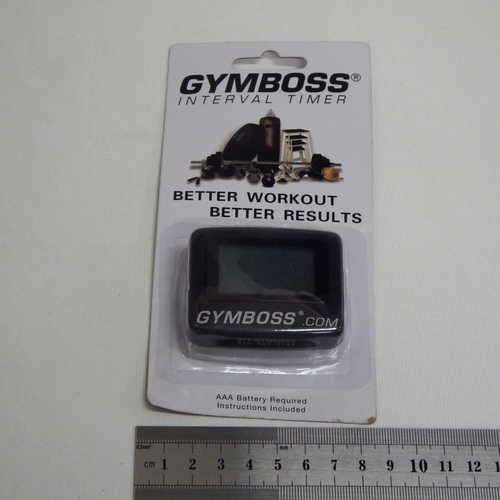 GYMBOSS®
INTERVAL TIMER
BETTER WORKOUT
BETTER RESULTS
GYMBOSS®.COM
AAA Battery Required
Instructions Included
cm 1 2 3 4 5 6 7 8 9 10 11 12 1